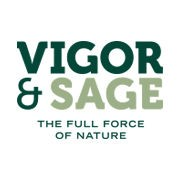 VIGOR
& SAGE
THE FULL FORCE
OF NATURE